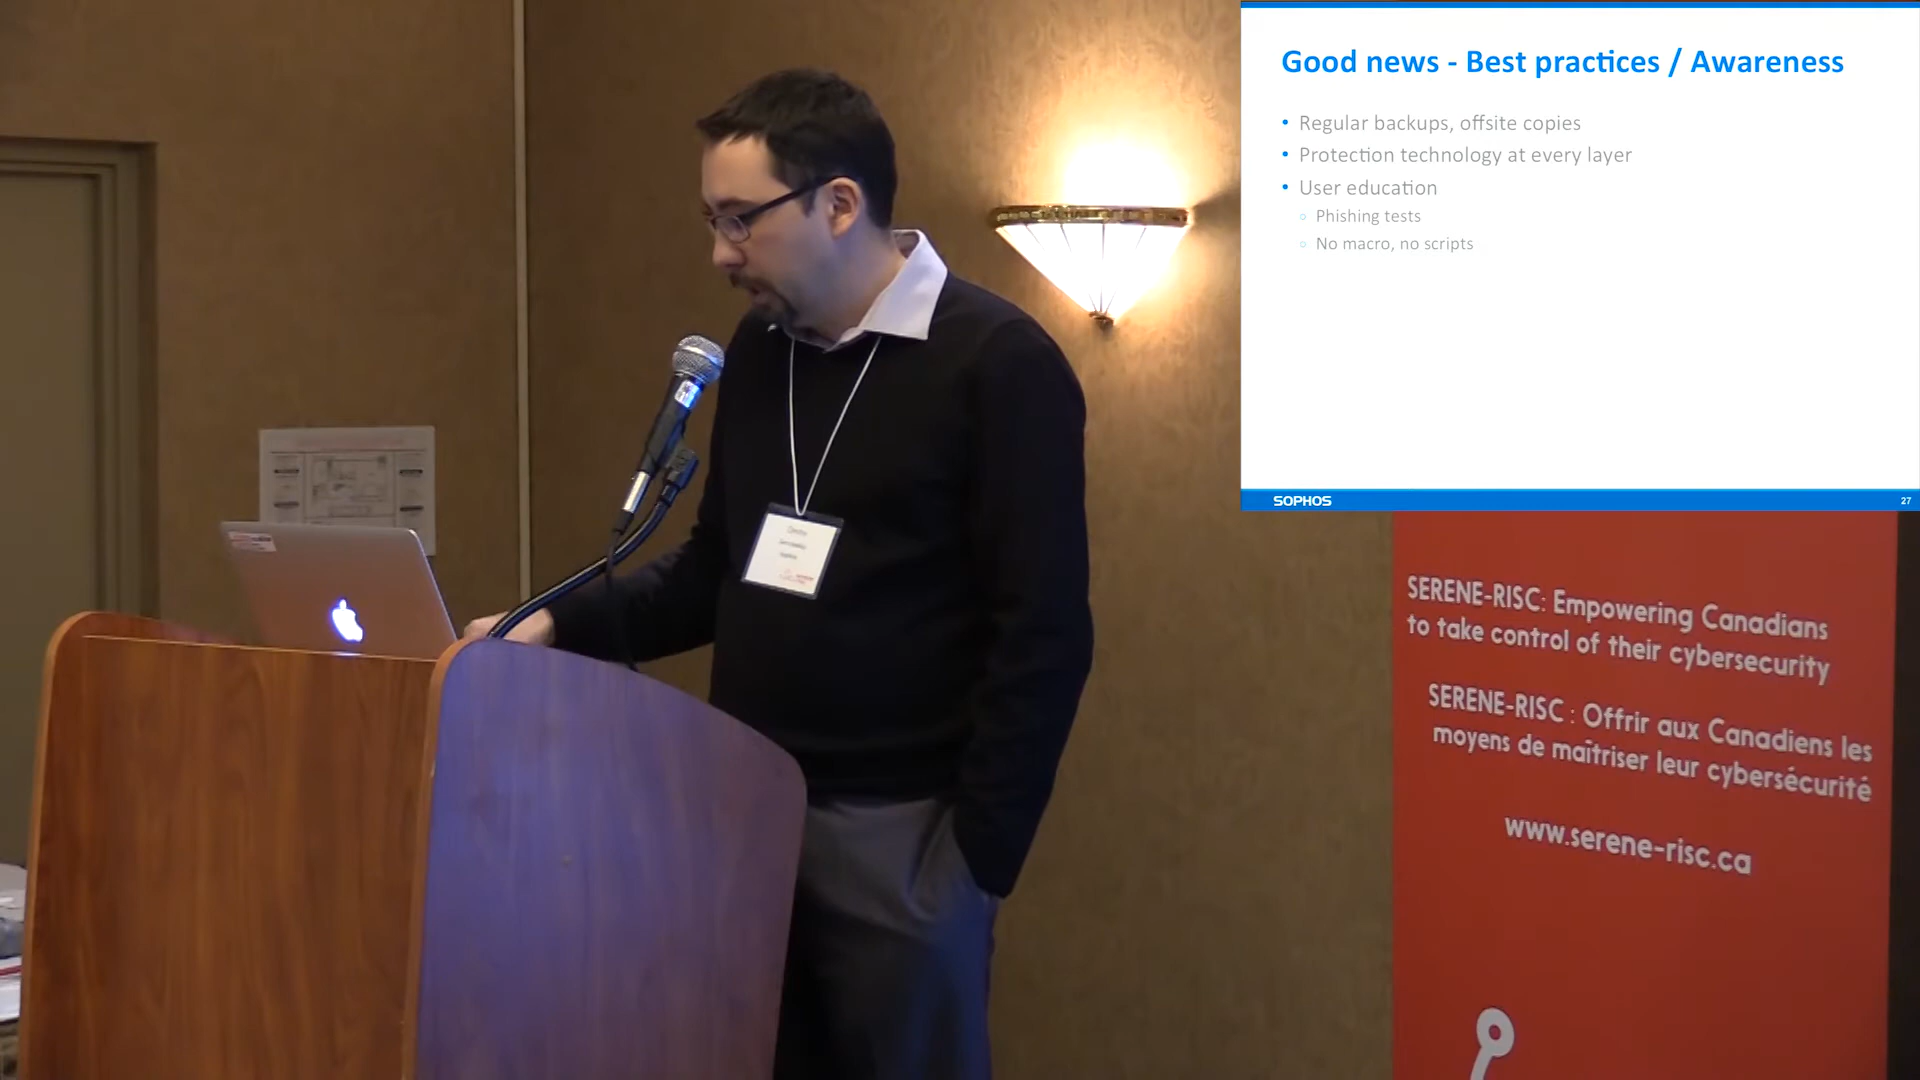 Good news - Best practices / Awareness
• Regular backups, offsite copies
• Protection technology at every layer
• User education
○ Phishing tests
○ No macro, no scripts
SOPHOS
27
SERENE-RISC: Empowering Canadians
to take control of their cybersecurity
SERENE-RISC : Offrir aux Canadiens les
moyens de maîtriser leur cybersécurité
www.serene-risc.ca